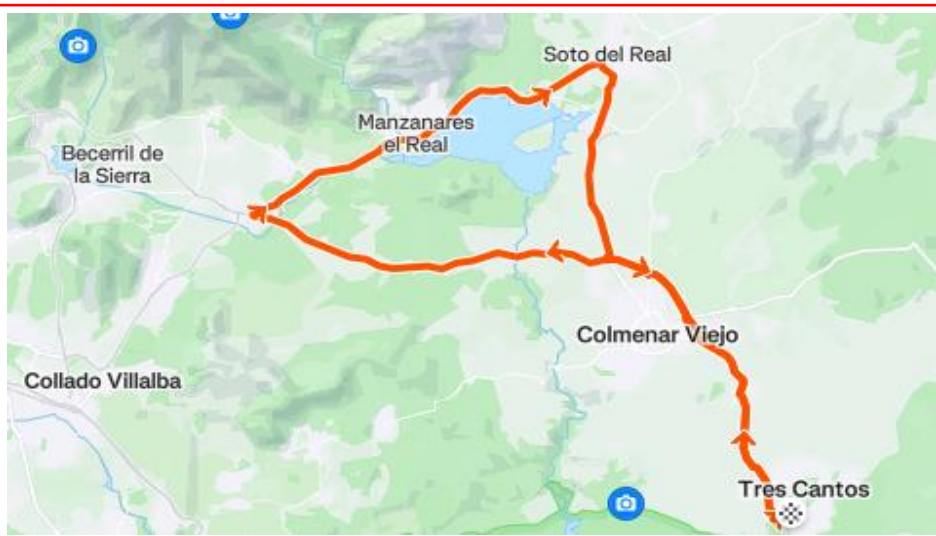 Soto del Real
Manzanares
el Real
Becerril de
la Sierra
Colmenar Viejo
Collado Villalba
Tres Cantos